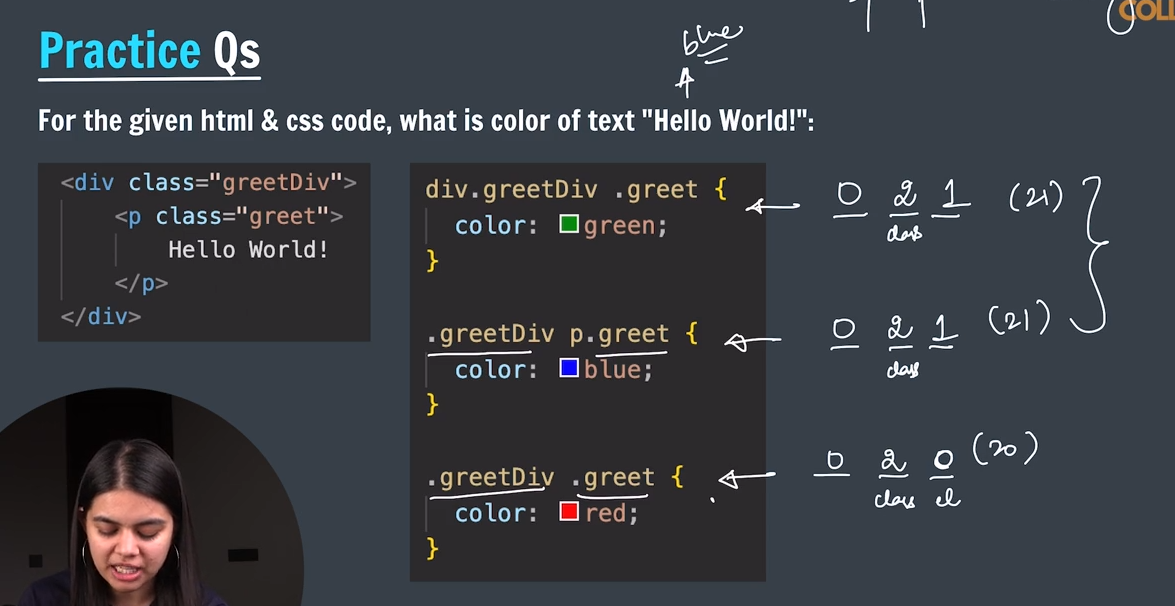 COLL
Practice Qs
blue
A
For the given html & css code, what is color of text "Hello World!":
<div class="greetDiv">
<p class="greet">
Hello World!
</p>
</div>
div.greetDiv .greet {
color: green;
}
0 2 1 (21)
class
.greetDiv p.greet {
color: blue;
}
0 2 1 (21)
class
.greetDiv .greet {
color: red;
}
0 2 0 (20)
class el